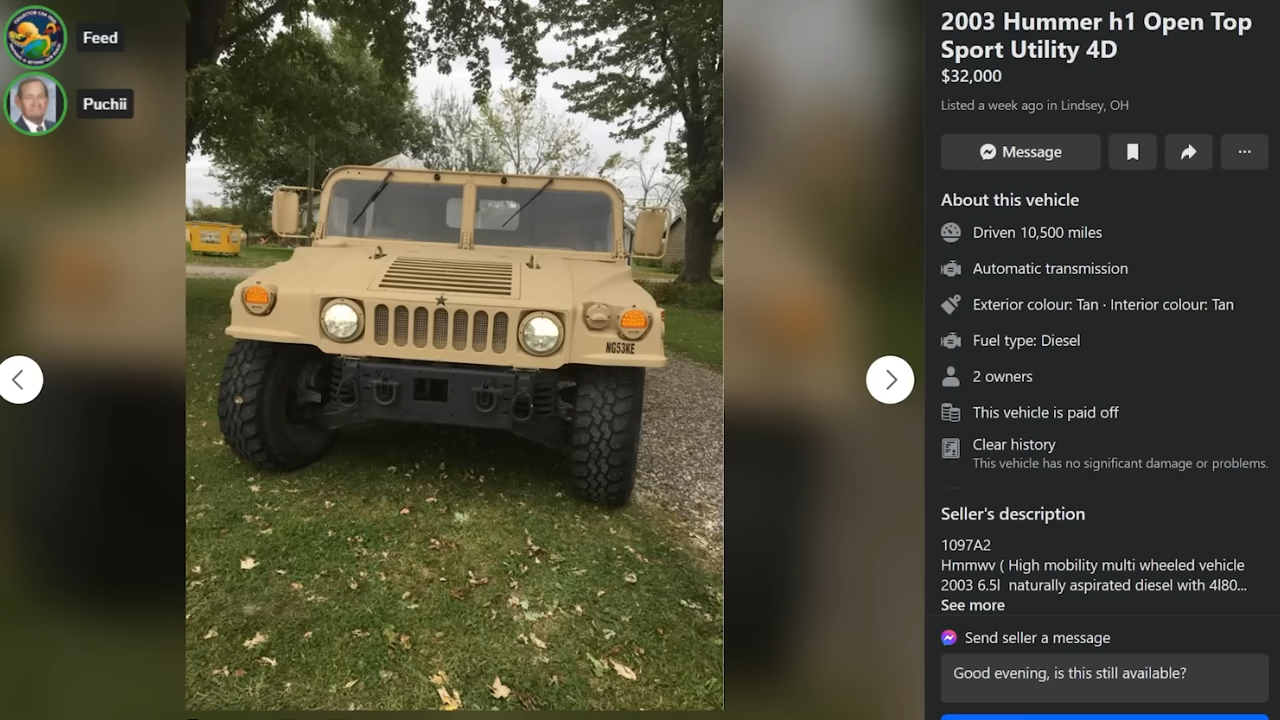 Feed
Puchii
NG53KE
2003 Hummer h1 Open Top
Sport Utility 4D
$32,000
Listed a week ago in Lindsey, OH
Message
About this vehicle
Driven 10,500 miles
Automatic transmission
Exterior colour: Tan · Interior colour: Tan
Fuel type: Diesel
2 owners
This vehicle is paid off
Clear history
This vehicle has no significant damage or problems.
Seller's description
1097A2
Hmmwv ( High mobility multi wheeled vehicle
2003 6.5l naturally aspirated diesel with 4l80...
See more
Send seller a message
Good evening, is this still available?